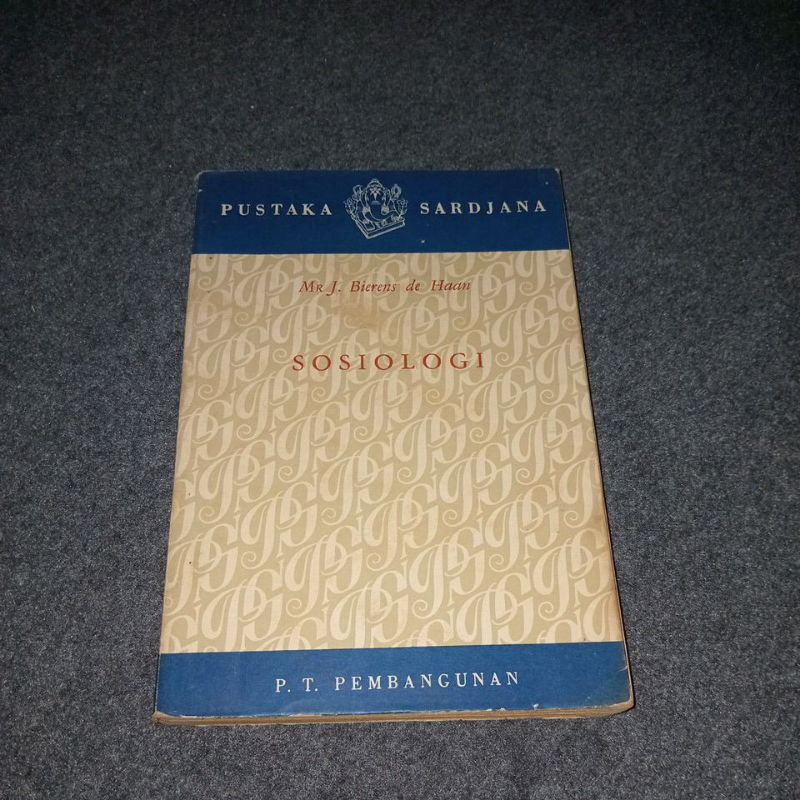 PUSTAKA SARDJANA
MR J. Bierens de Haan
SOSIOLOGI
P. T. PEMBANGUNAN